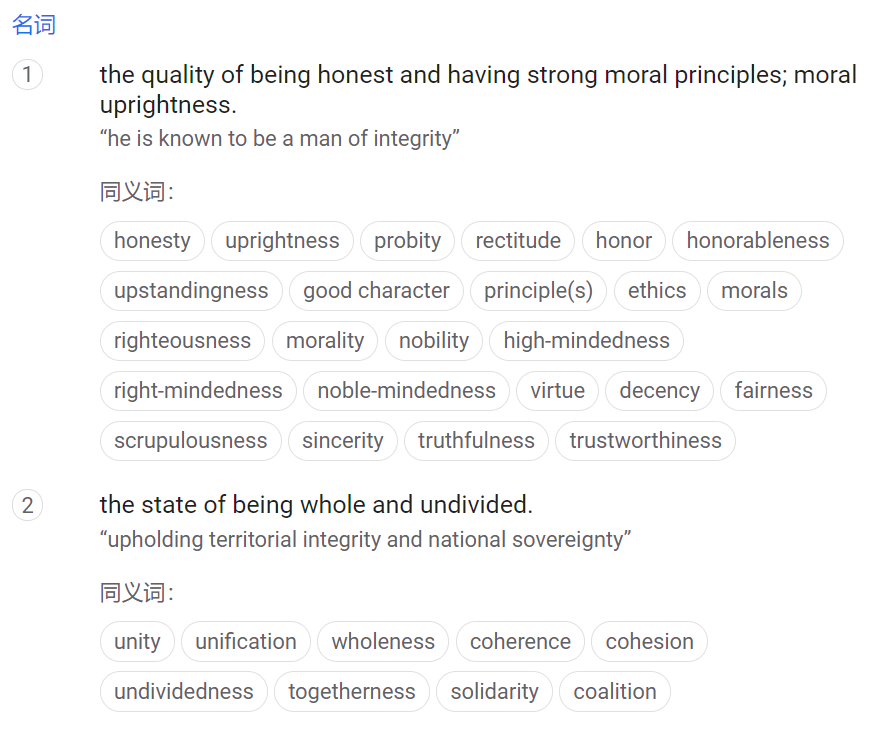 名词
1
the quality of being honest and having strong moral principles; moral
uprightness.
“he is known to be a man of integrity”
同义词：
honesty uprightness probity rectitude honor honorableness
upstandingness good character principle(s) ethics morals
righteousness morality nobility high-mindedness
right-mindedness noble-mindedness virtue decency fairness
scrupulousness sincerity truthfulness trustworthiness
2
the state of being whole and undivided.
“upholding territorial integrity and national sovereignty”
同义词：
unity unification wholeness coherence cohesion
undividedness togetherness solidarity coalition